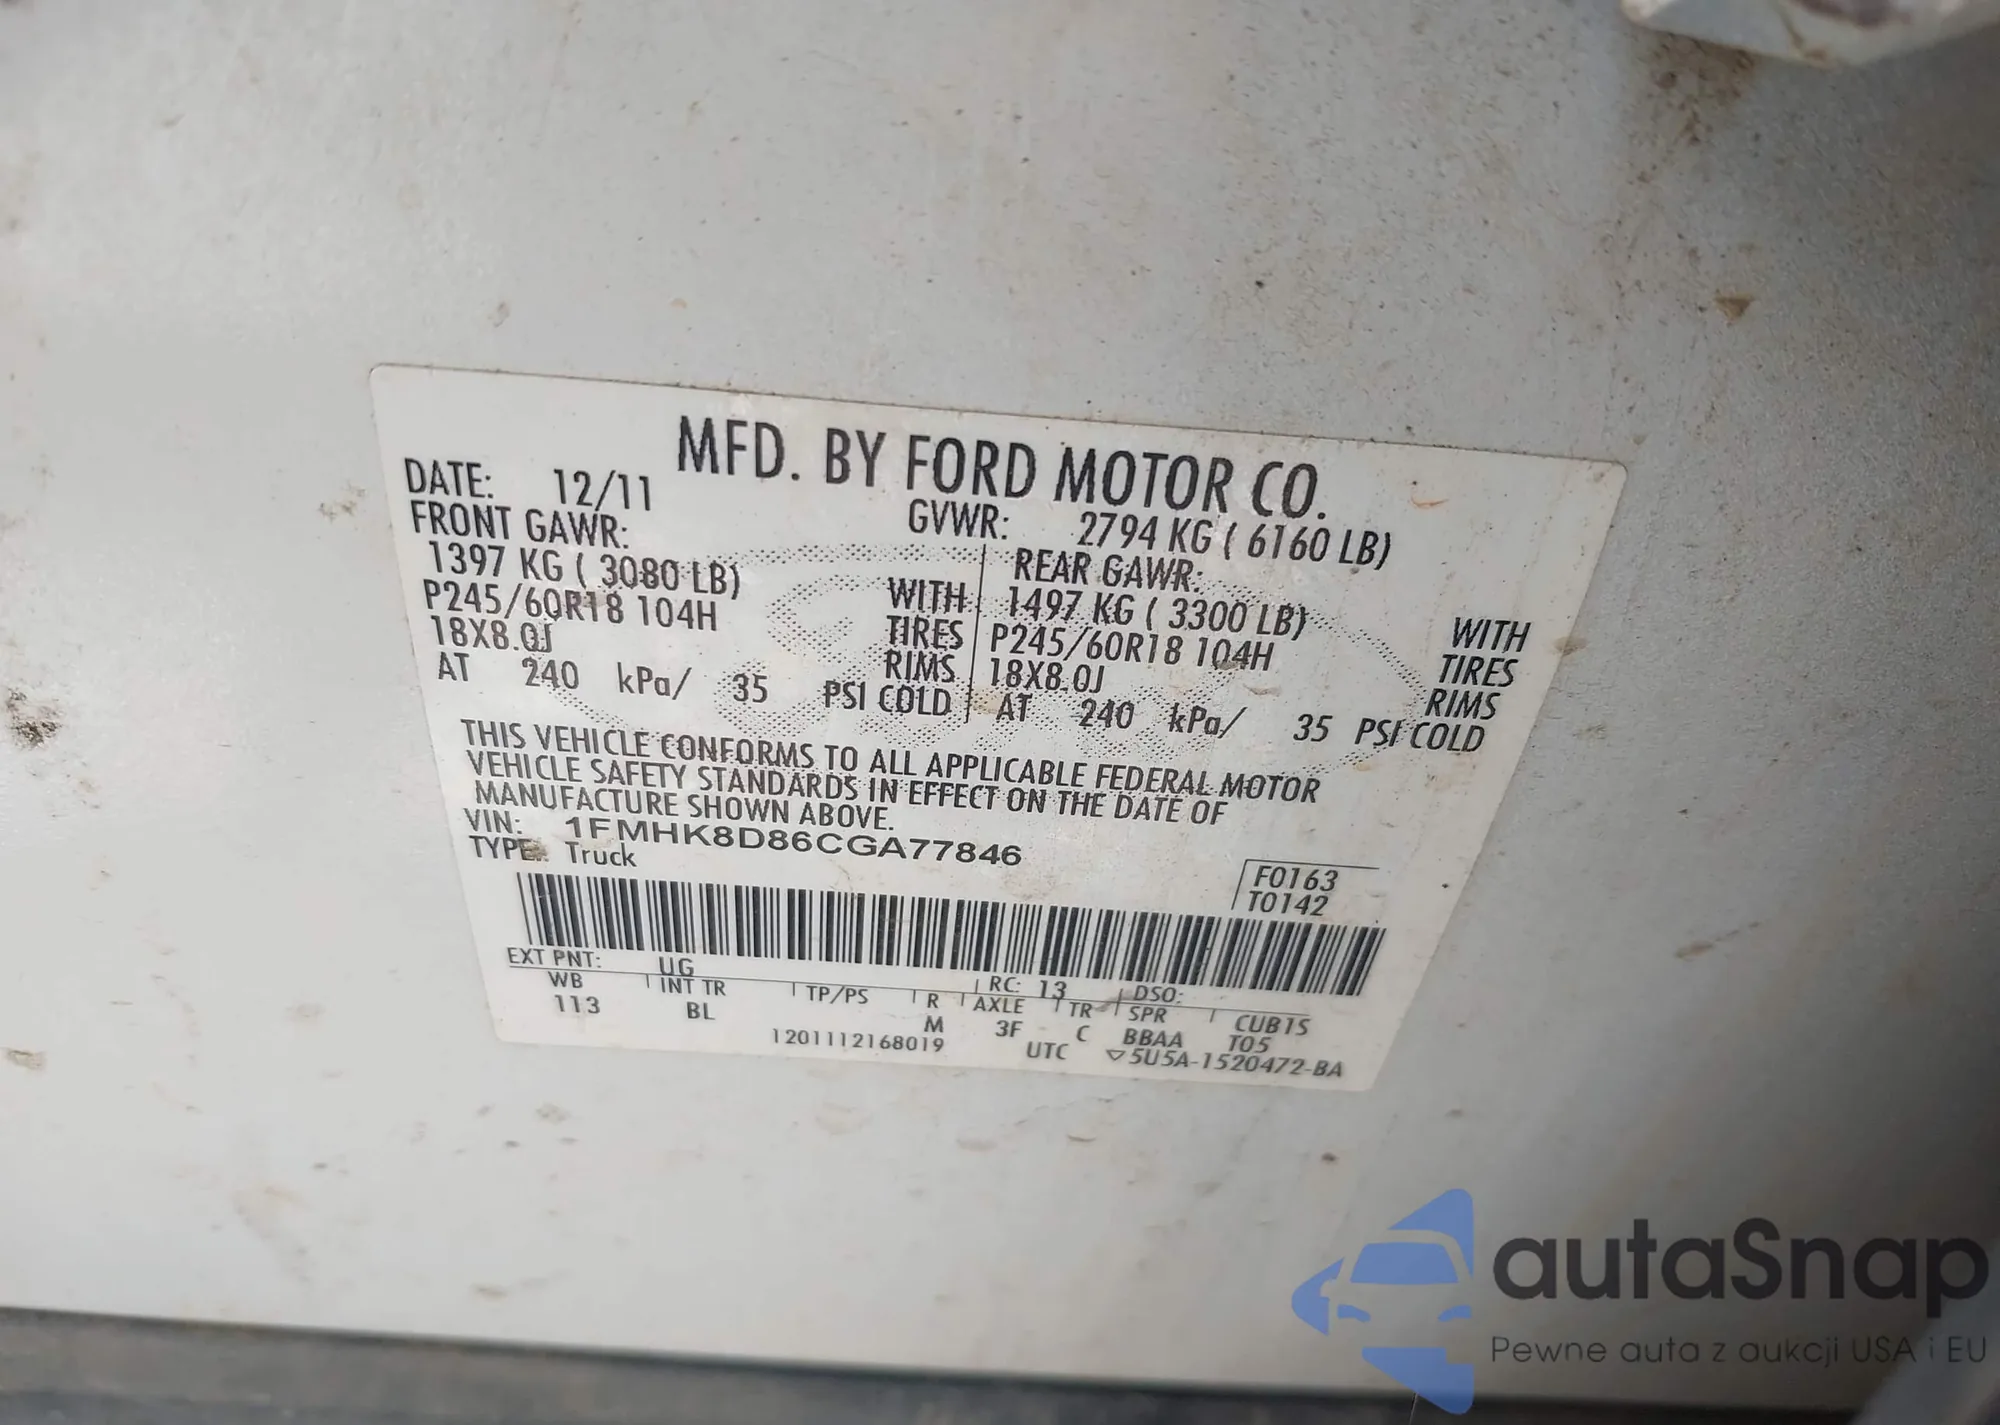 MFD. BY FORD MOTOR CO.
DATE: 12/11 GVWR: 2794 KG ( 6160 LB)
FRONT GAWR: REAR GAWR:
1397 KG ( 3080 LB) WITH 1497 KG ( 3300 LB) WITH
P245/60R18 104H TIRES P245/60R18 104H TIRES
18X8.0J RIMS 18X8.0J RIMS
AT 240 kPa/ 35 PSI COLD AT 240 kPa/ 35 PSI COLD
THIS VEHICLE CONFORMS TO ALL APPLICABLE FEDERAL MOTOR
VEHICLE SAFETY STANDARDS IN EFFECT ON THE DATE OF
MANUFACTURE SHOWN ABOVE.
VIN: 1FMHK8D86CGA77846
TYPE: Truck
F0163
T0142
EXT PNT: UG RC: 13 DSO:
WB INT TR TP/PS R AXLE TR SPR CUB1S
113 BL M 3F C BBAA T05
1201112168019 UTC ▽5U5A-1520472-BA
autaSnap
Pewne auta z aukcji USA i EU